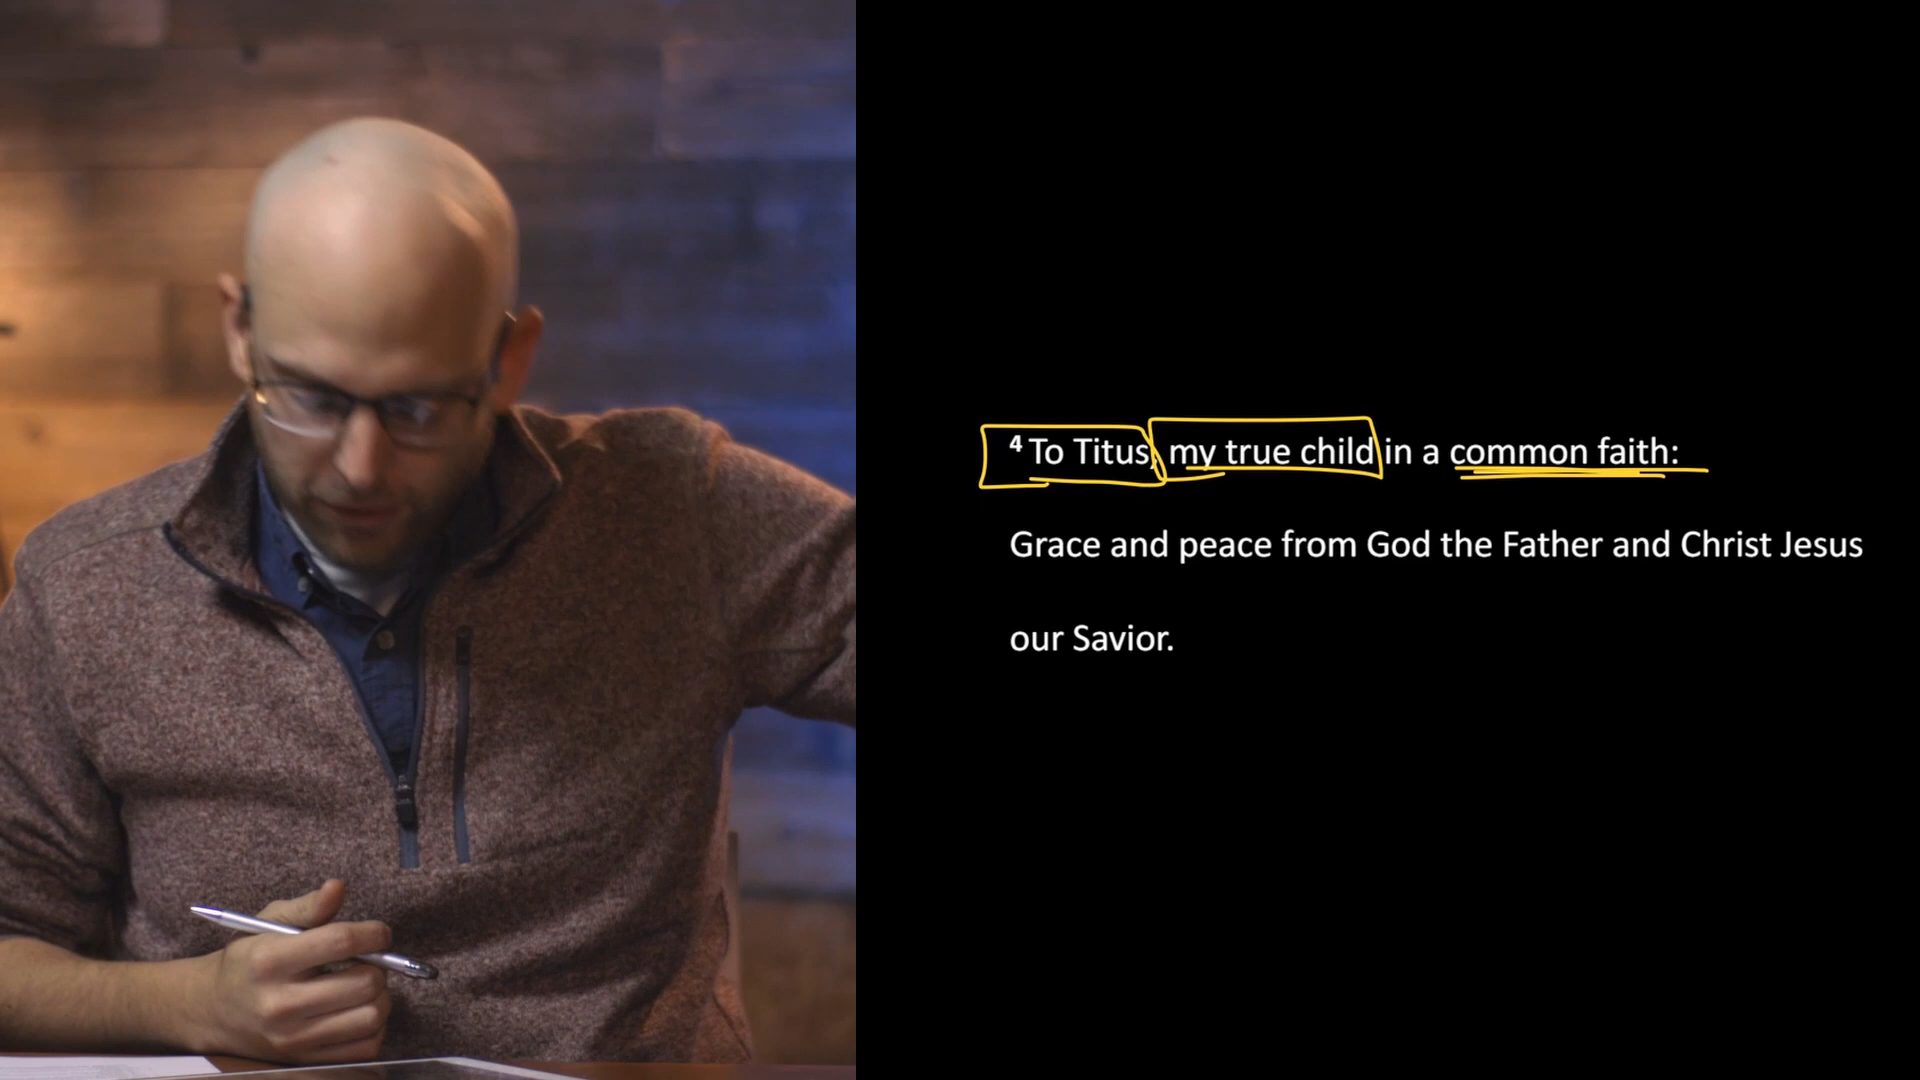 4 To Titus, my true child in a common faith:
Grace and peace from God the Father and Christ Jesus
our Savior.